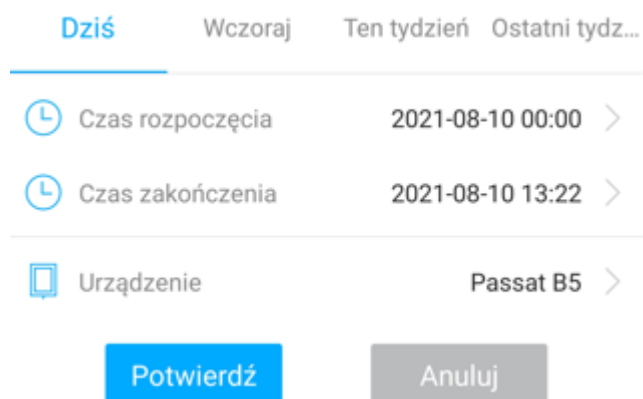 Dziś Wczoraj Ten tydzień Ostatni tydz...
Czas rozpoczęcia 2021-08-10 00:00
Czas zakończenia 2021-08-10 13:22
Urządzenie Passat B5
Potwierdź Anuluj